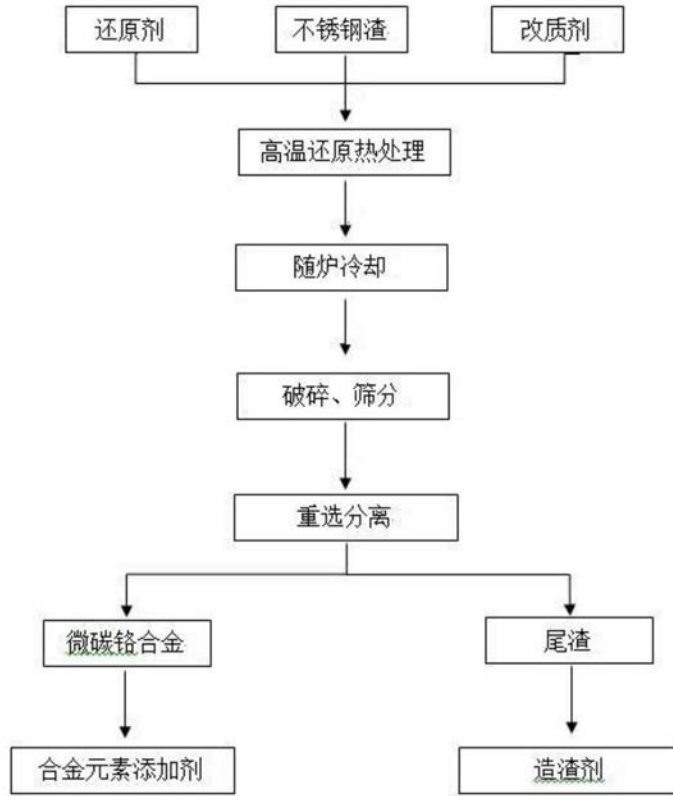 还原剂
不锈钢渣
改质剂
高温还原热处理
随炉冷却
破碎、筛分
重选分离
微碳铬合金
尾渣
合金元素添加剂
造渣剂